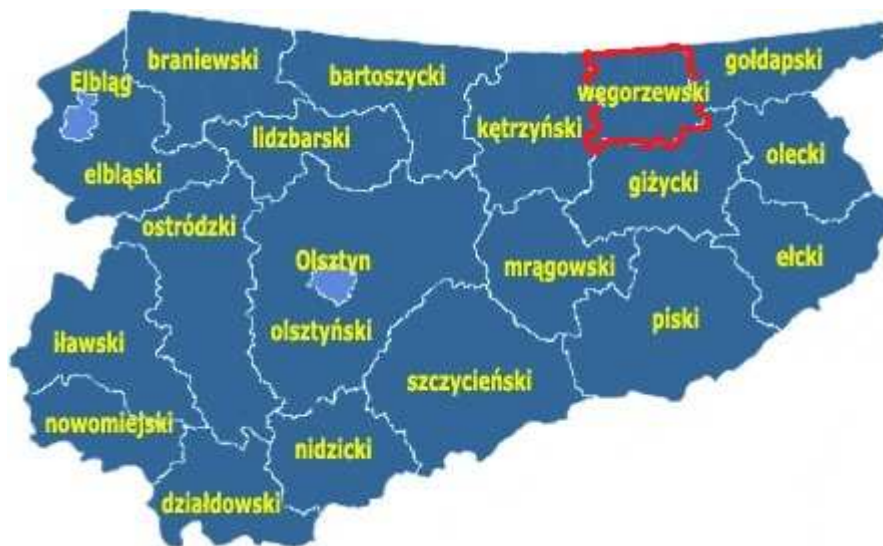 braniewski
gołdapski
Elbląg
bartoszycki
węgorzewski
kętrzyński
lidzbarski
olecki
elbląski
giżycki
ostródzki
Olsztyn
mrągowski
ełcki
piski
olsztyński
iławski
szczycieński
nowomiejski
nidzicki
działdowski